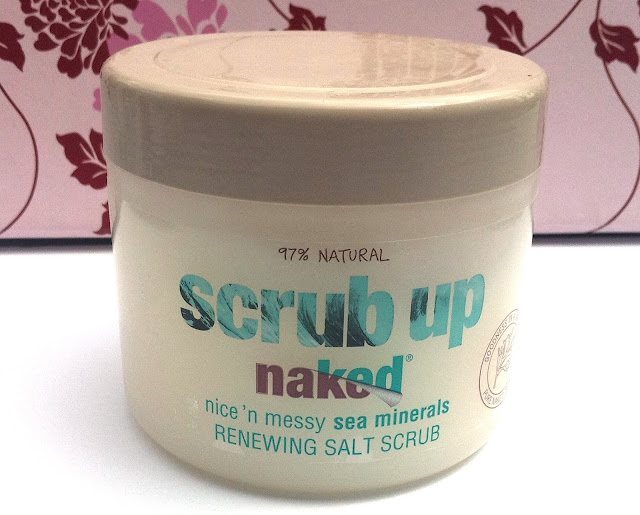 97% NATURAL
scrub up
naked®
nice 'n messy sea minerals
RENEWING SALT SCRUB